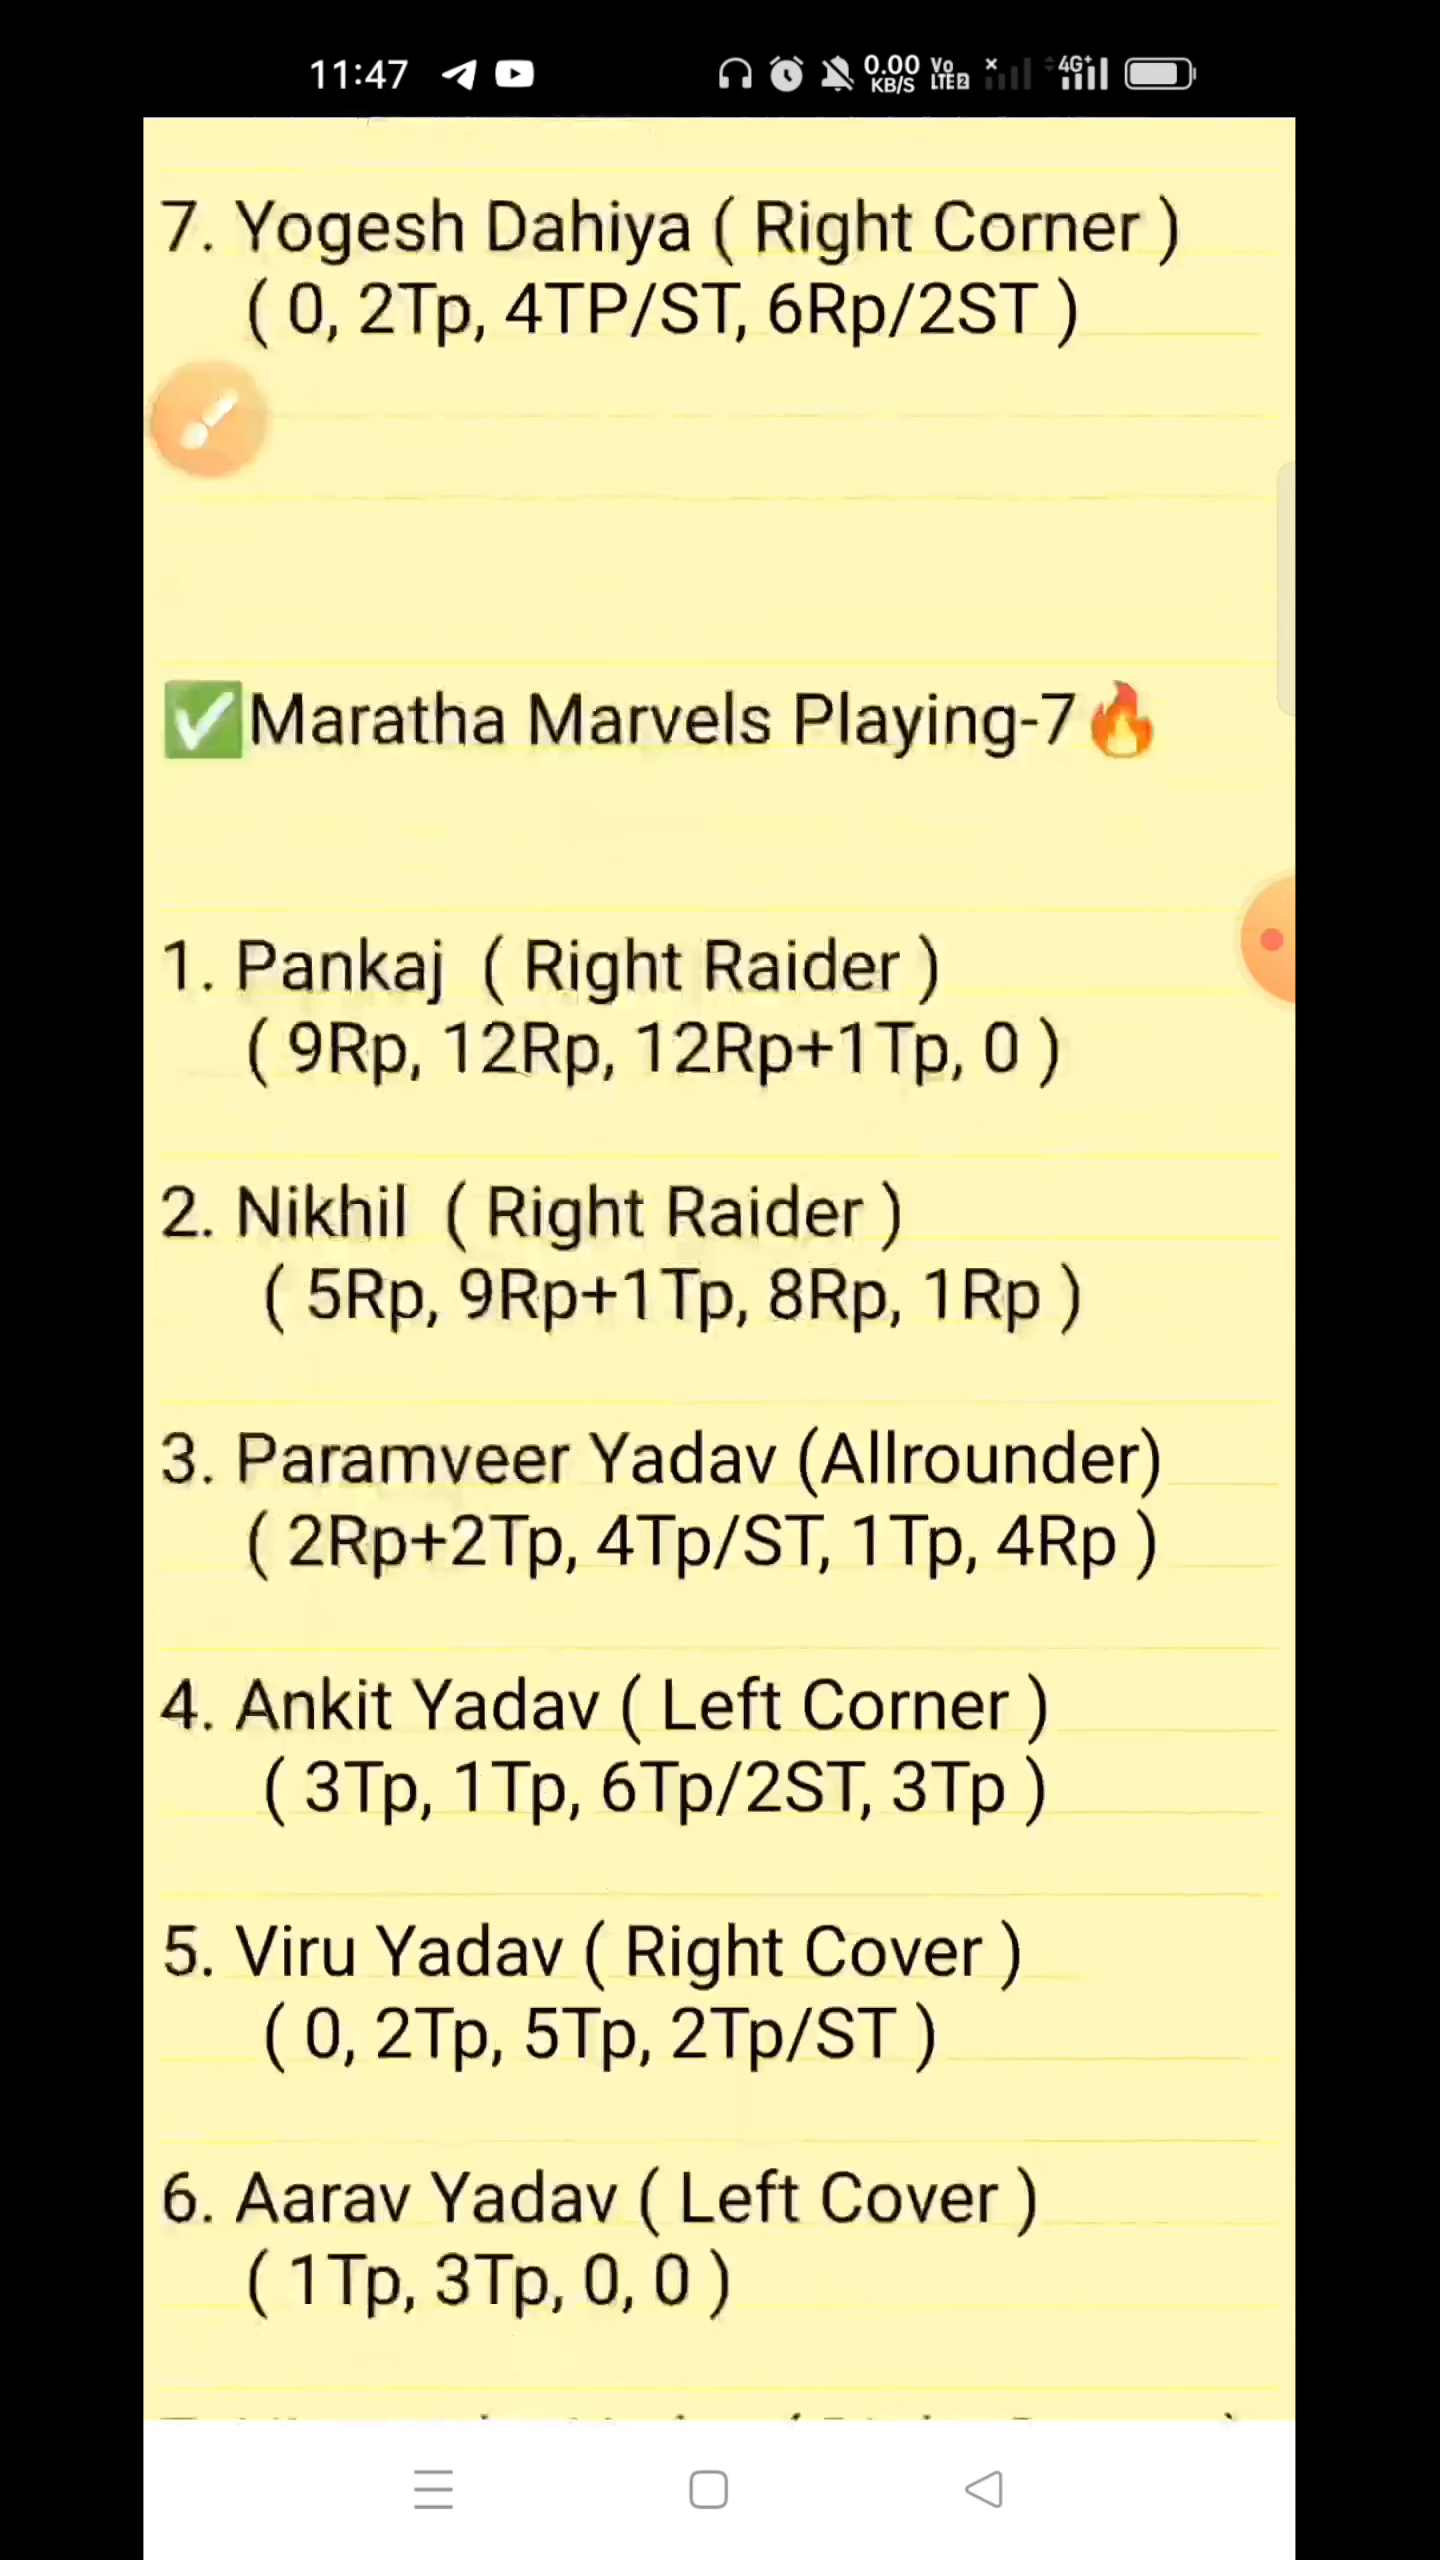 11:47 0.00 KB/S Vo LTE2 4G+
7. Yogesh Dahiya ( Right Corner )
( 0, 2Tp, 4TP/ST, 6Rp/2ST )
✅Maratha Marvels Playing-7🔥
1. Pankaj ( Right Raider )
( 9Rp, 12Rp, 12Rp+1Tp, 0 )
2. Nikhil ( Right Raider )
( 5Rp, 9Rp+1Tp, 8Rp, 1Rp )
3. Paramveer Yadav (Allrounder)
( 2Rp+2Tp, 4Tp/ST, 1Tp, 4Rp )
4. Ankit Yadav ( Left Corner )
( 3Tp, 1Tp, 6Tp/2ST, 3Tp )
5. Viru Yadav ( Right Cover )
( 0, 2Tp, 5Tp, 2Tp/ST )
6. Aarav Yadav ( Left Cover )
( 1Tp, 3Tp, 0, 0 )